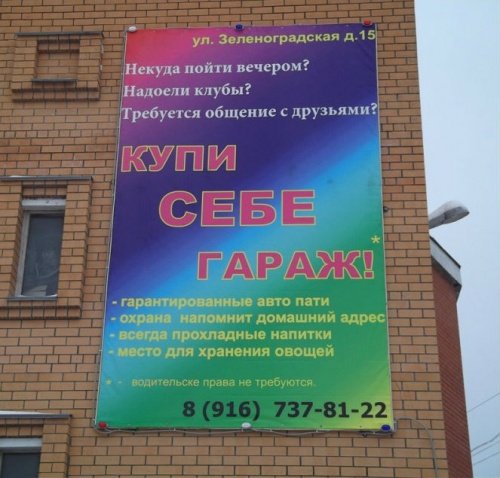 ул. Зеленоградская д.15
Некуда пойти вечером?
Надоели клубы?
Требуется общение с друзьями?
КУПИ
СЕБЕ
ГАРАЖ!*
- гарантированные авто пати
- охрана напомнит домашний адрес
- всегда прохладные напитки
- место для хранения овощей
* - водительске права не требуются.
8 (916) 737-81-22